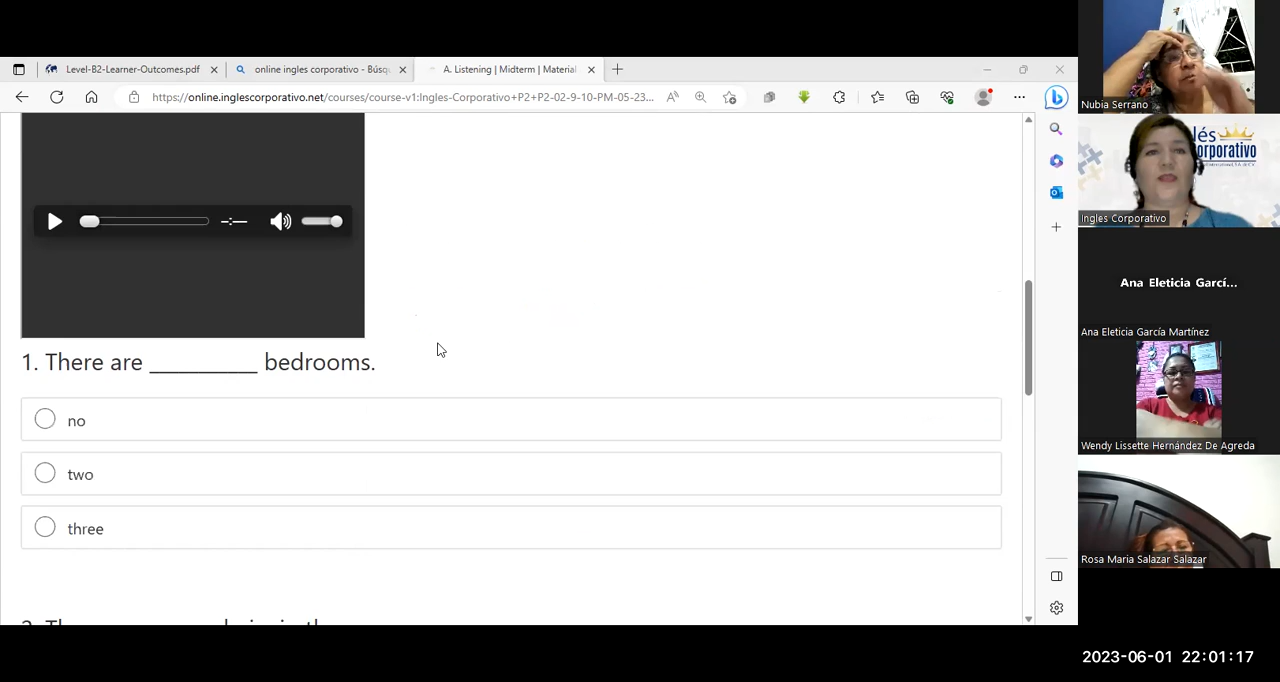 Level-B2-Learner-Outcomes.pdf
online ingles corporativo - Búsq
A. Listening | Midterm | Material
https://online.inglescorporativo.net/courses/course-v1:Ingles-Corporativo+P2+P2-02-9-10-PM-05-23...
1. There are __________ bedrooms.
no
two
three
Nubia Serrano
lés
orporativo
Ingles Corporativo
Ana Eleticia Garcí...
Ana Eleticia García Martínez
Wendy Lissette Hernández De Agreda
Rosa Maria Salazar Salazar
2023-06-01 22:01:17